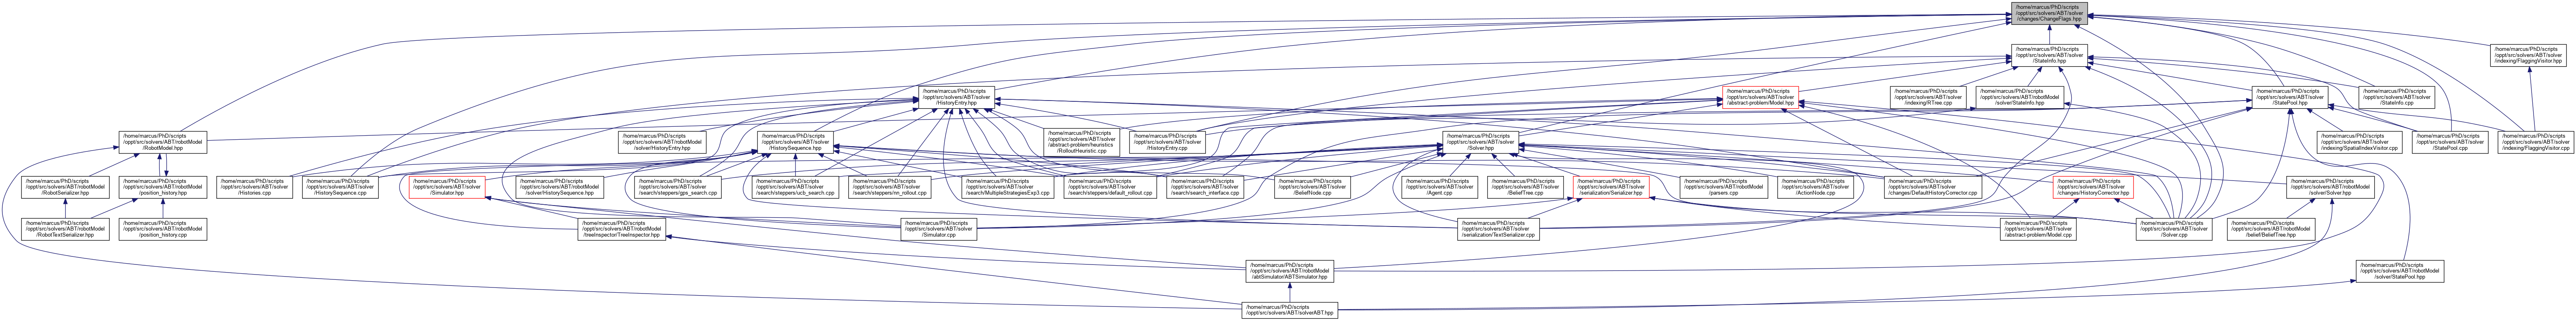 /home/marcus/PhD/scripts
/oppt/src/solvers/ABT/solver
/changes/ChangeFlags.hpp
/home/marcus/PhD/scripts
/oppt/src/solvers/ABT/solver
/StateInfo.hpp
/home/marcus/PhD/scripts
/oppt/src/solvers/ABT/solver
/indexing/FlaggingVisitor.hpp
/home/marcus/PhD/scripts
/oppt/src/solvers/ABT/solver
/HistoryEntry.hpp
/home/marcus/PhD/scripts
/oppt/src/solvers/ABT/solver
/abstract-problem/Model.hpp
/home/marcus/PhD/scripts
/oppt/src/solvers/ABT/solver
/indexing/RTree.cpp
/home/marcus/PhD/scripts
/oppt/src/solvers/ABT/robotModel
/solver/StateInfo.hpp
/home/marcus/PhD/scripts
/oppt/src/solvers/ABT/solver
/StatePool.hpp
/home/marcus/PhD/scripts
/oppt/src/solvers/ABT/solver
/StateInfo.cpp
/home/marcus/PhD/scripts
/oppt/src/solvers/ABT/robotModel
/RobotModel.hpp
/home/marcus/PhD/scripts
/oppt/src/solvers/ABT/robotModel
/solver/HistoryEntry.hpp
/home/marcus/PhD/scripts
/oppt/src/solvers/ABT/solver
/HistorySequence.hpp
/home/marcus/PhD/scripts
/oppt/src/solvers/ABT/solver
/abstract-problem/heuristics
/RolloutHeuristic.cpp
/home/marcus/PhD/scripts
/oppt/src/solvers/ABT/solver
/HistoryEntry.cpp
/home/marcus/PhD/scripts
/oppt/src/solvers/ABT/solver
/Solver.hpp
/home/marcus/PhD/scripts
/oppt/src/solvers/ABT/solver
/indexing/SpatialIndexVisitor.cpp
/home/marcus/PhD/scripts
/oppt/src/solvers/ABT/solver
/StatePool.cpp
/home/marcus/PhD/scripts
/oppt/src/solvers/ABT/solver
/indexing/FlaggingVisitor.cpp
/home/marcus/PhD/scripts
/oppt/src/solvers/ABT/robotModel
/RobotSerializer.hpp
/home/marcus/PhD/scripts
/oppt/src/solvers/ABT/robotModel
/position_history.hpp
/home/marcus/PhD/scripts
/oppt/src/solvers/ABT/solver
/Histories.cpp
/home/marcus/PhD/scripts
/oppt/src/solvers/ABT/solver
/HistorySequence.cpp
/home/marcus/PhD/scripts
/oppt/src/solvers/ABT/solver
/Simulator.hpp
/home/marcus/PhD/scripts
/oppt/src/solvers/ABT/robotModel
/solver/HistorySequence.hpp
/home/marcus/PhD/scripts
/oppt/src/solvers/ABT/solver
/search/steppers/gps_search.cpp
/home/marcus/PhD/scripts
/oppt/src/solvers/ABT/solver
/search/steppers/ucb_search.cpp
/home/marcus/PhD/scripts
/oppt/src/solvers/ABT/solver
/search/steppers/nn_rollout.cpp
/home/marcus/PhD/scripts
/oppt/src/solvers/ABT/solver
/search/MultipleStrategiesExp3.cpp
/home/marcus/PhD/scripts
/oppt/src/solvers/ABT/solver
/search/steppers/default_rollout.cpp
/home/marcus/PhD/scripts
/oppt/src/solvers/ABT/solver
/search/search_interface.cpp
/home/marcus/PhD/scripts
/oppt/src/solvers/ABT/solver
/BeliefNode.cpp
/home/marcus/PhD/scripts
/oppt/src/solvers/ABT/solver
/Agent.cpp
/home/marcus/PhD/scripts
/oppt/src/solvers/ABT/solver
/BeliefTree.cpp
/home/marcus/PhD/scripts
/oppt/src/solvers/ABT/solver
/serialization/Serializer.hpp
/home/marcus/PhD/scripts
/oppt/src/solvers/ABT/robotModel
/parsers.cpp
/home/marcus/PhD/scripts
/oppt/src/solvers/ABT/solver
/ActionNode.cpp
/home/marcus/PhD/scripts
/oppt/src/solvers/ABT/solver
/changes/DefaultHistoryCorrector.cpp
/home/marcus/PhD/scripts
/oppt/src/solvers/ABT/solver
/changes/HistoryCorrector.hpp
/home/marcus/PhD/scripts
/oppt/src/solvers/ABT/robotModel
/solver/Solver.hpp
/home/marcus/PhD/scripts
/oppt/src/solvers/ABT/robotModel
/RobotTextSerializer.hpp
/home/marcus/PhD/scripts
/oppt/src/solvers/ABT/robotModel
/position_history.cpp
/home/marcus/PhD/scripts
/oppt/src/solvers/ABT/robotModel
/treeInspector/TreeInspector.hpp
/home/marcus/PhD/scripts
/oppt/src/solvers/ABT/solver
/Simulator.cpp
/home/marcus/PhD/scripts
/oppt/src/solvers/ABT/solver
/serialization/TextSerializer.cpp
/home/marcus/PhD/scripts
/oppt/src/solvers/ABT/solver
/abstract-problem/Model.cpp
/home/marcus/PhD/scripts
/oppt/src/solvers/ABT/solver
/Solver.cpp
/home/marcus/PhD/scripts
/oppt/src/solvers/ABT/robotModel
/belief/BeliefTree.hpp
/home/marcus/PhD/scripts
/oppt/src/solvers/ABT/robotModel
/abtSimulator/ABTSimulator.hpp
/home/marcus/PhD/scripts
/oppt/src/solvers/ABT/robotModel
/solver/StatePool.hpp
/home/marcus/PhD/scripts
/oppt/src/solvers/ABT/solverABT.hpp